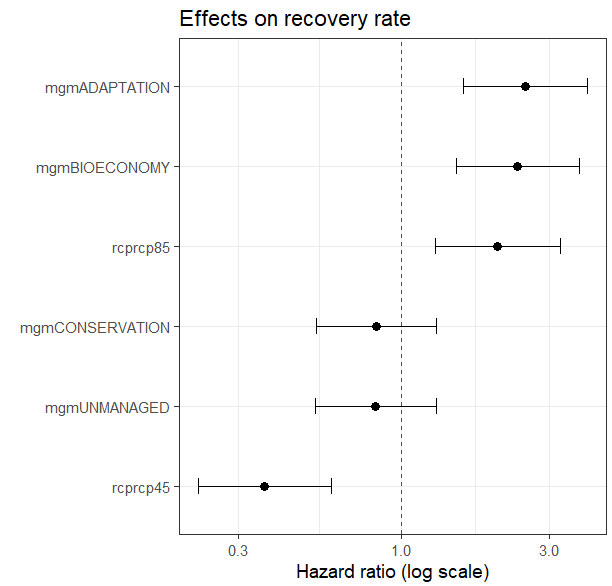 Effects on recovery rate
mgmADAPTATION
mgmBIOECONOMY
rcprcp85
mgmCONSERVATION
mgmUNMANAGED
rcprcp45
0.3 1.0 3.0
Hazard ratio (log scale)